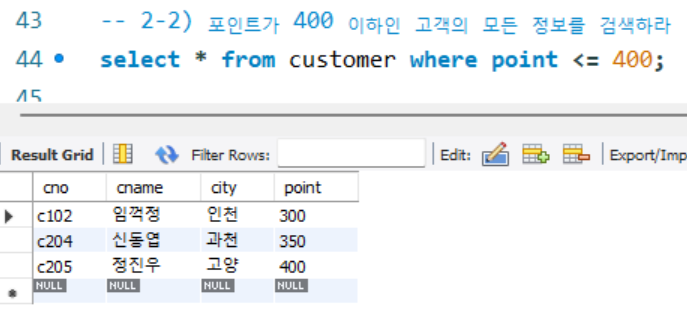 43 -- 2-2) 포인트가 400 이하인 고객의 모든 정보를 검색하라
44 select * from customer where point <= 400;
45
Result Grid Filter Rows: Edit: Export/Imp
cno cname city point
c102 임꺽정 인천 300
c204 신동엽 과천 350
c205 정진우 고양 400
NULL NULL NULL NULL